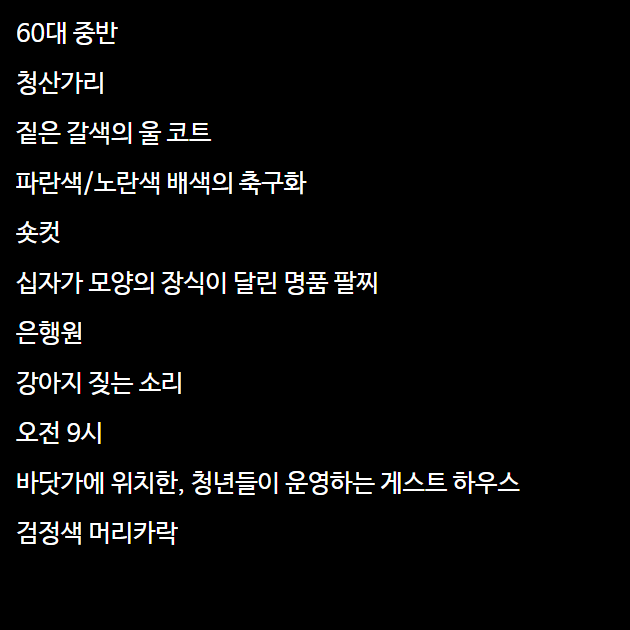 60대 중반
청산가리
짙은 갈색의 울 코트
파란색/노란색 배색의 축구화
숏컷
십자가 모양의 장식이 달린 명품 팔찌
은행원
강아지 짖는 소리
오전 9시
바닷가에 위치한, 청년들이 운영하는 게스트 하우스
검정색 머리카락